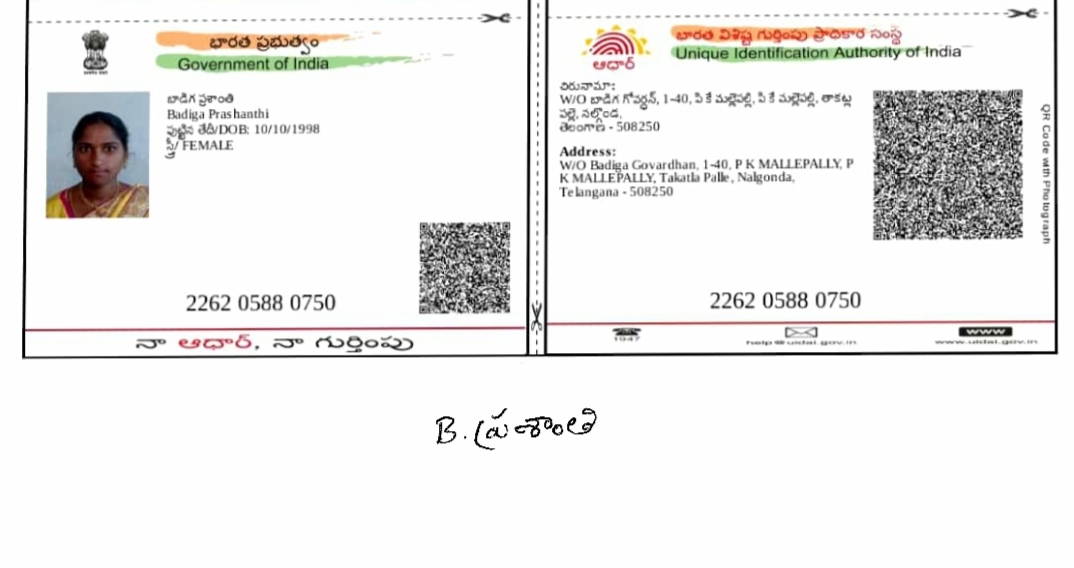 భారత ప్రభుత్వం
Government of India
బాడిగ ప్రశాంతి
Badiga Prashanthi
పుట్టిన తేదీ/DOB: 10/10/1998
స్త్రీ/ FEMALE
2262 0588 0750
నా ఆధార్, నా గుర్తింపు
ఆధార్
భారత విశిష్ట గుర్తింపు ప్రాధికార సంస్థ
Unique Identification Authority of India
చిరునామా:
W/O బాడిగ గోవర్ధన్, 1-40, పి కే మల్లెపల్లి, పి కే మల్లెపల్లి, తాకట్ల
పల్లె, నల్గొండ,
తెలంగాణ - 508250
Address:
W/O Badiga Govardhan, 1-40, P K MALLEPALLY, P
K MALLEPALLY, Takatla Palle, Nalgonda,
Telangana - 508250
QR Code with Photograph
2262 0588 0750
1947
help@uidai.gov.in
www
www.uidai.gov.in
B. ప్రశాంతి